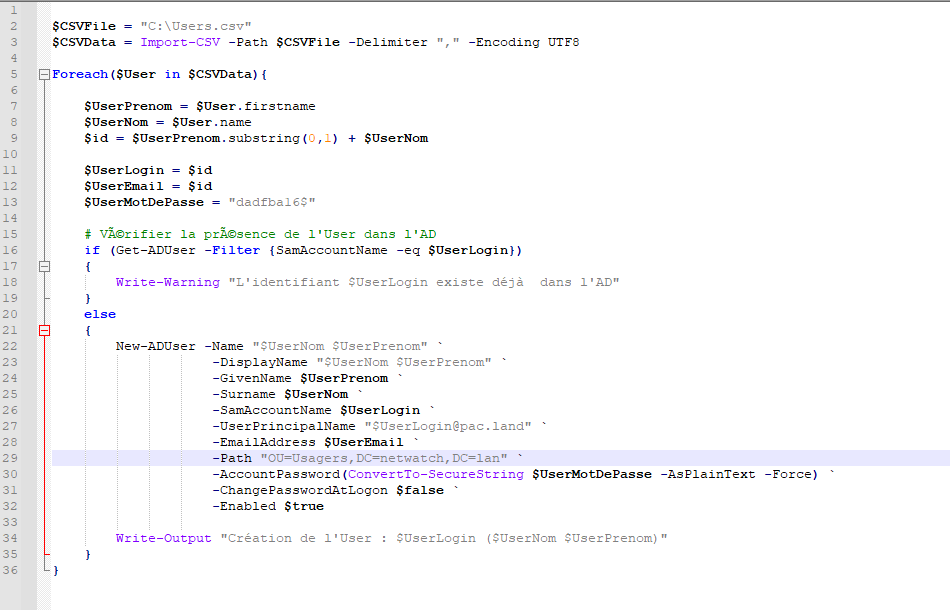 1
2 $CSVFile = "C:\Users.csv"
3 $CSVData = Import-CSV -Path $CSVFile -Delimiter "," -Encoding UTF8
4
5 Foreach($User in $CSVData){
6
7 $UserPrenom = $User.firstname
8 $UserNom = $User.name
9 $id = $UserPrenom.substring(0,1) + $UserNom
10
11 $UserLogin = $id
12 $UserEmail = $id
13 $UserMotDePasse = "dadfba16$"
14
15 # Vérifier la présence de l'User dans l'AD
16 if (Get-ADUser -Filter {SamAccountName -eq $UserLogin})
17 {
18 Write-Warning "L'identifiant $UserLogin existe déjà  dans l'AD"
19 }
20 else
21 {
22 New-ADUser -Name "$UserNom $UserPrenom" `
23 -DisplayName "$UserNom $UserPrenom" `
24 -GivenName $UserPrenom `
25 -Surname $UserNom `
26 -SamAccountName $UserLogin `
27 -UserPrincipalName "$UserLogin@pac.land" `
28 -EmailAddress $UserEmail `
29 -Path "OU=Usagers,DC=netwatch,DC=lan" `
30 -AccountPassword(ConvertTo-SecureString $UserMotDePasse -AsPlainText -Force) `
31 -ChangePasswordAtLogon $false `
32 -Enabled $true
33
34 Write-Output "Création de l'User : $UserLogin ($UserNom $UserPrenom)"
35 }
36 }